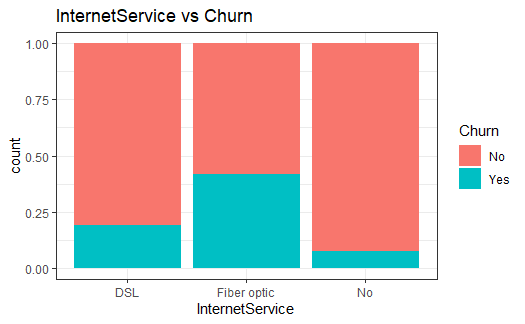 InternetService vs Churn
1.00
0.75
0.50
0.25
0.00
count
DSL
Fiber optic
No
InternetService
Churn
No
Yes